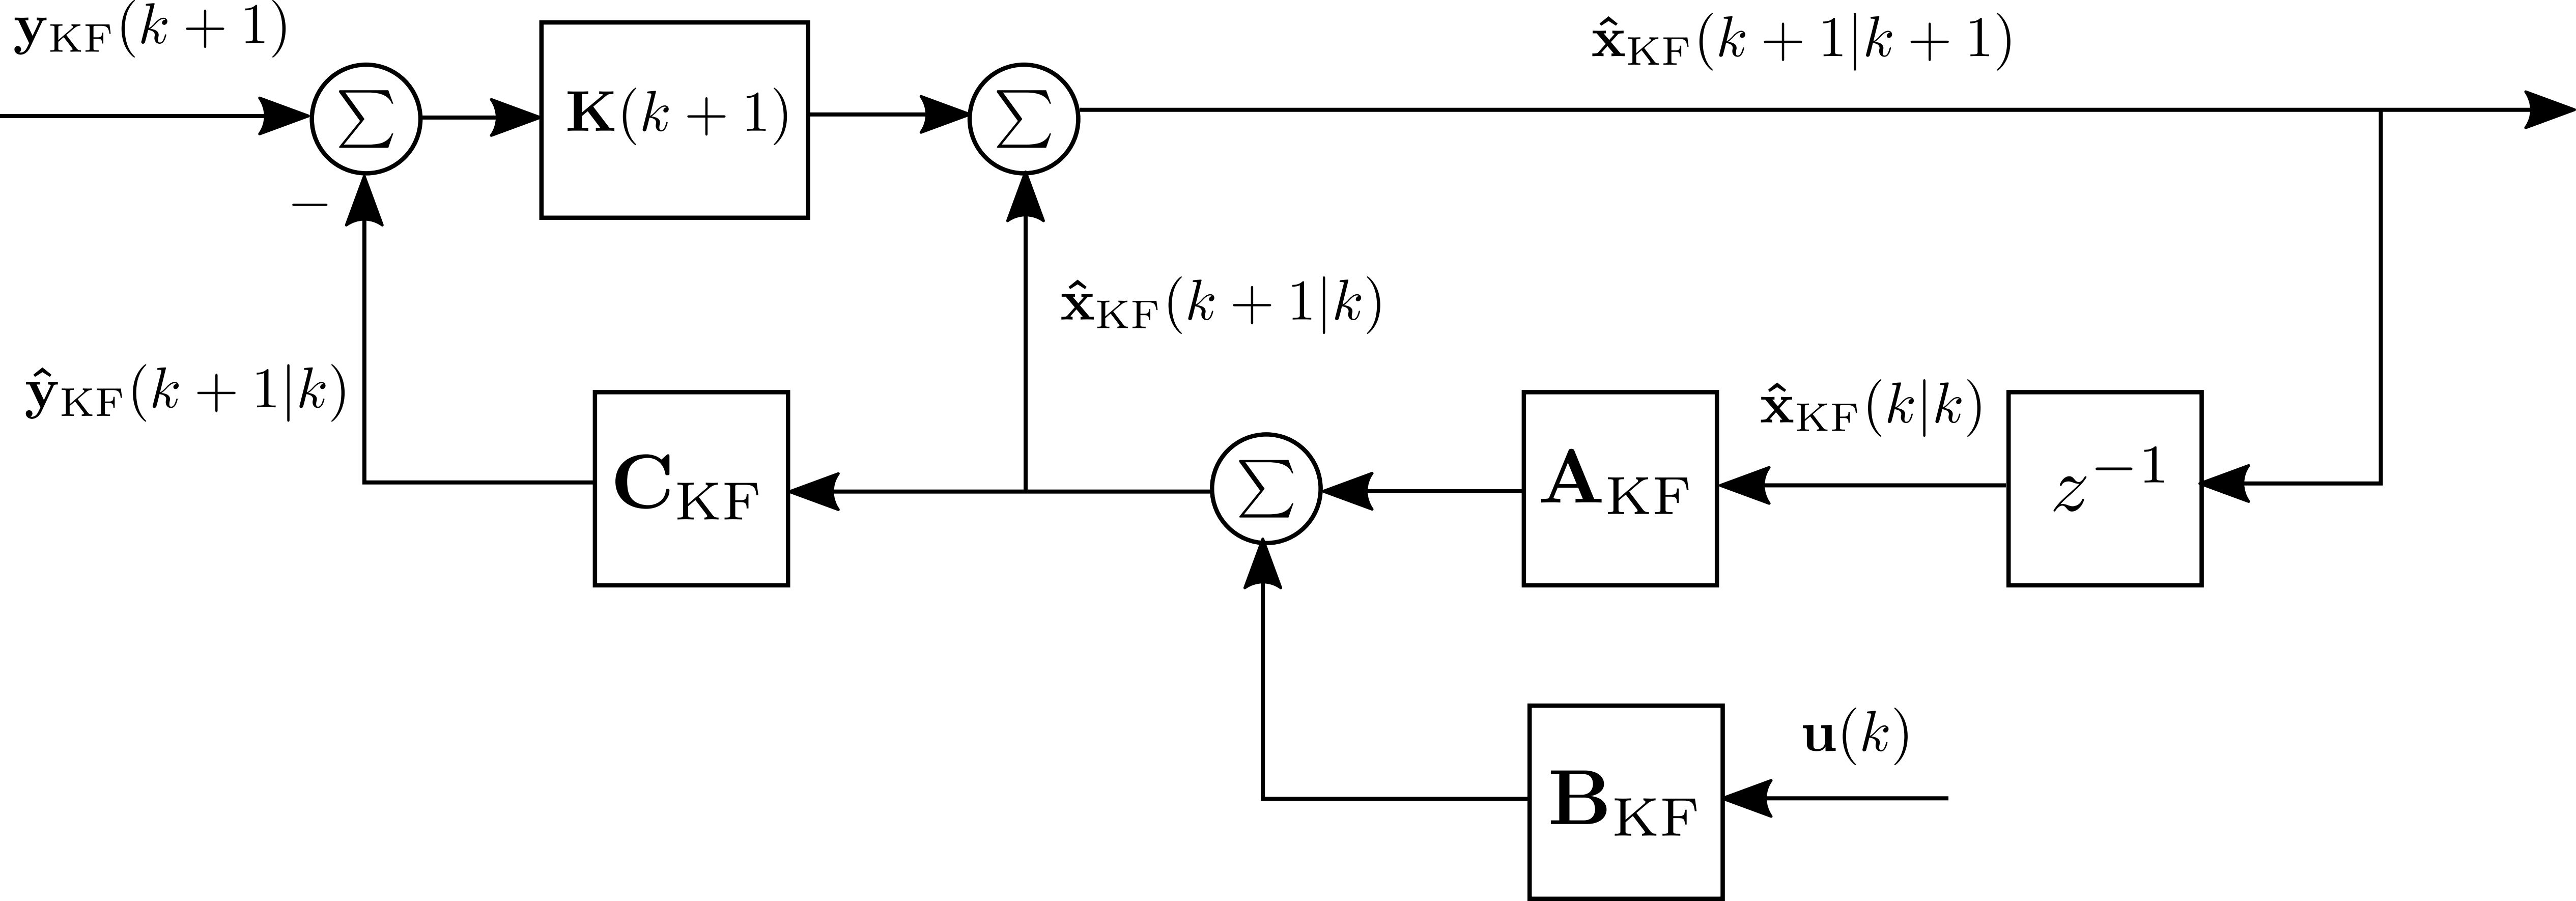 𝐲_KF(k + 1)
x̂_KF(k + 1|k + 1)
∑
𝐊(k + 1)
∑
−
x̂_KF(k + 1|k)
ŷ_KF(k + 1|k)
x̂_KF(k|k)
𝐂_KF
∑
𝐀_KF
z⁻¹
𝐮(k)
𝐁_KF